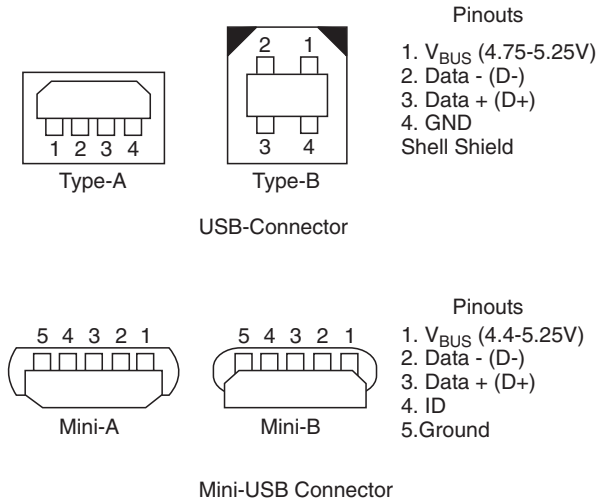 Pinouts
2 1
1. VBUS (4.75-5.25V)
2. Data - (D-)
3. Data + (D+)
4. GND
Shell Shield
1 2 3 4
3 4
Type-A
Type-B
USB-Connector
Pinouts
5 4 3 2 1
5 4 3 2 1
1. VBUS (4.4-5.25V)
2. Data - (D-)
3. Data + (D+)
4. ID
5.Ground
Mini-A
Mini-B
Mini-USB Connector